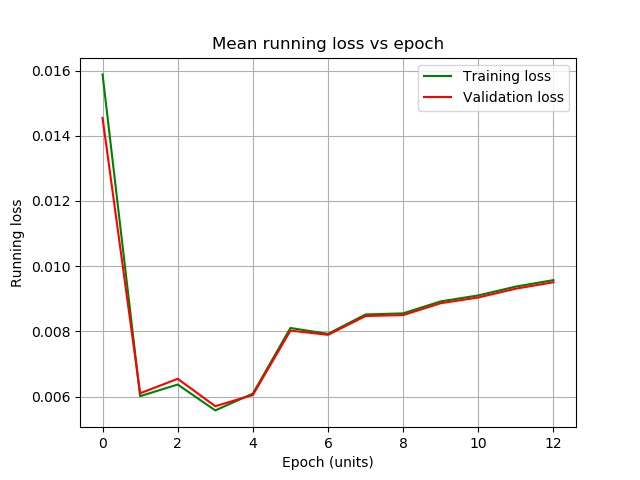 Mean running loss vs epoch
Training loss
Validation loss
0.016
0.014
0.012
0.010
0.008
0.006
Running loss
0 2 4 6 8 10 12
Epoch (units)